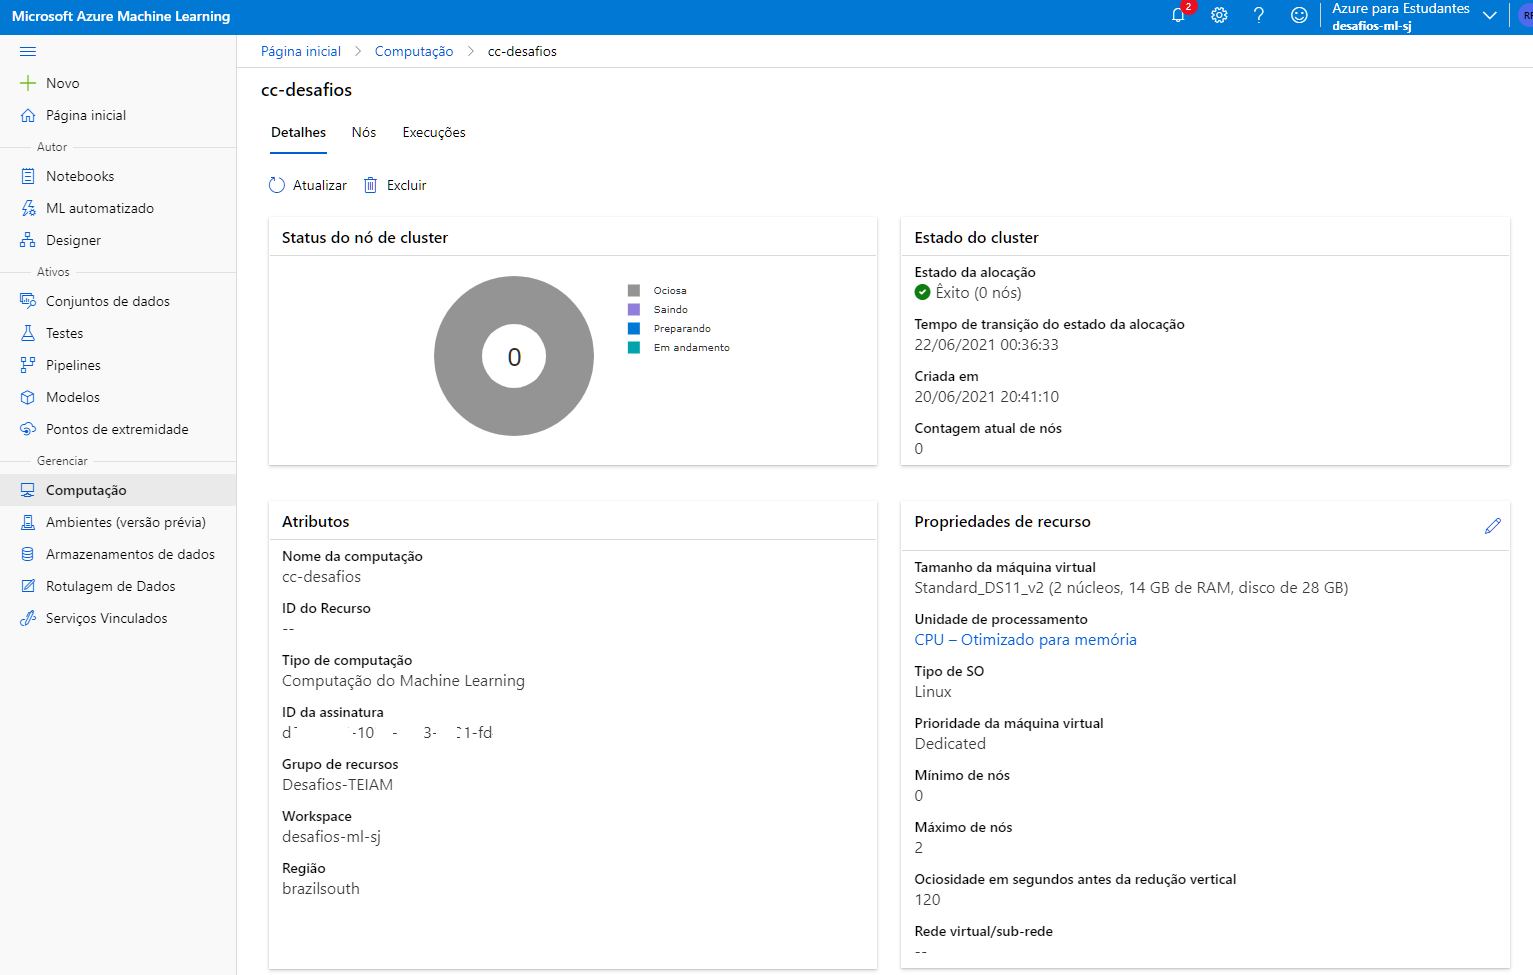 Microsoft Azure Machine Learning
2
Azure para Estudantes
desafios-ml-sj
Novo
Página inicial
Autor
Notebooks
ML automatizado
Designer
Ativos
Conjuntos de dados
Testes
Pipelines
Modelos
Pontos de extremidade
Gerenciar
Computação
Ambientes (versão prévia)
Armazenamentos de dados
Rotulagem de Dados
Serviços Vinculados
Página inicial > Computação > cc-desafios
cc-desafios
Detalhes Nós Execuções
Atualizar Excluir
Status do nó de cluster
0
Ociosa
Saindo
Preparando
Em andamento
Estado do cluster
Estado da alocação
Êxito (0 nós)
Tempo de transição do estado da alocação
22/06/2021 00:36:33
Criada em
20/06/2021 20:41:10
Contagem atual de nós
0
Atributos
Nome da computação
cc-desafios
ID do Recurso
--
Tipo de computação
Computação do Machine Learning
ID da assinatura
Grupo de recursos
Desafios-TEIAM
Workspace
desafios-ml-sj
Região
brazilsouth
Propriedades de recurso
Tamanho da máquina virtual
Standard_DS11_v2 (2 núcleos, 14 GB de RAM, disco de 28 GB)
Unidade de processamento
CPU – Otimizado para memória
Tipo de SO
Linux
Prioridade da máquina virtual
Dedicated
Mínimo de nós
0
Máximo de nós
2
Ociosidade em segundos antes da redução vertical
120
Rede virtual/sub-rede
--